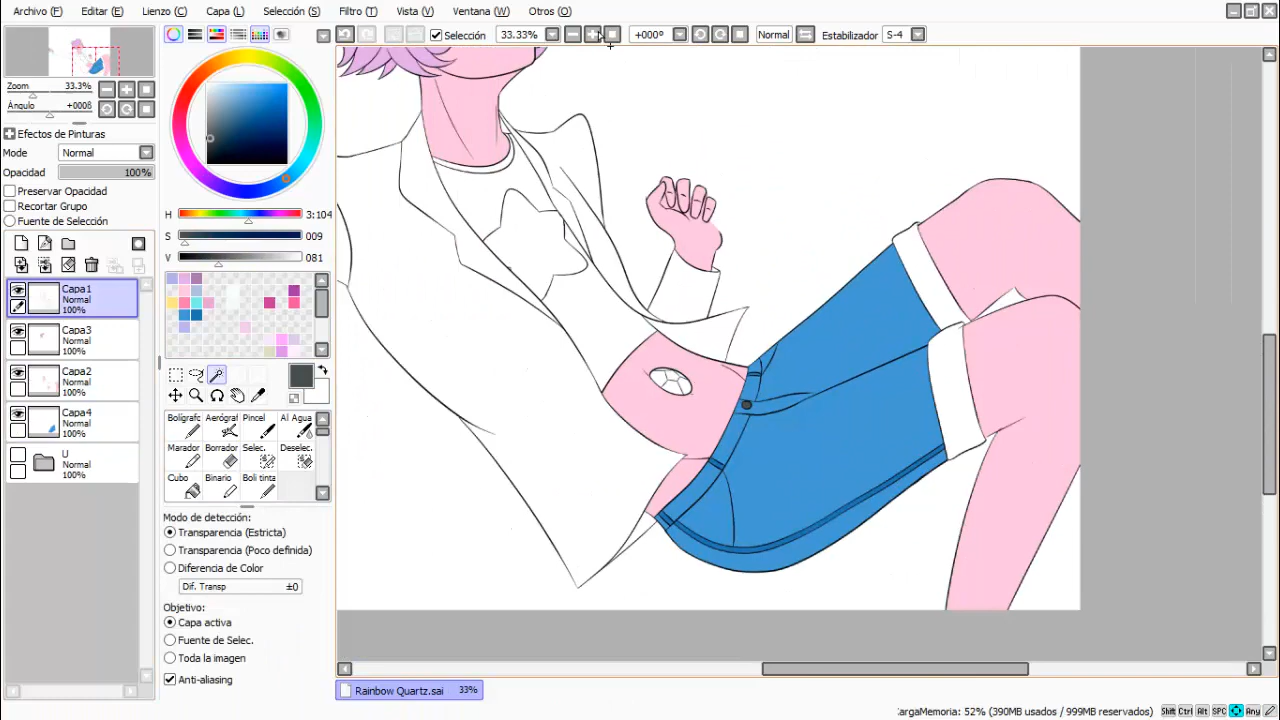 Archivo (F) Editar (E) Lienzo (C) Capa (L) Selección (S) Filtro (T) Vista (V) Ventana (W) Otros (O)
Selección 33.33% +000° Normal Estabilizador S-4
Zoom 33.3%
Ángulo +000ß
Efectos de Pinturas
Modo Normal
Opacidad 100%
Preservar Opacidad
Recortar Grupo
Fuente de Selección
Capa1
Normal
100%
Capa3
Normal
100%
Capa2
Normal
100%
Capa4
Normal
100%
U
Normal
100%
H 3:104
S 009
V 081
Bolígrafc Aerógraf Pincel Al Agua
Marador Borrador Selec. Deselec.
Cubo Binario Boli tinta
Modo de detección:
Transparencia (Estricta)
Transparencia (Poco definida)
Diferencia de Color
Dif. Transp ±0
Objetivo:
Capa activa
Fuente de Selec.
Toda la imagen
Anti-aliasing
Rainbow Quartz.sai 33%
CargaMemoria: 52% (390MB usados / 999MB reservados) Shift Ctrl Alt SPC Any